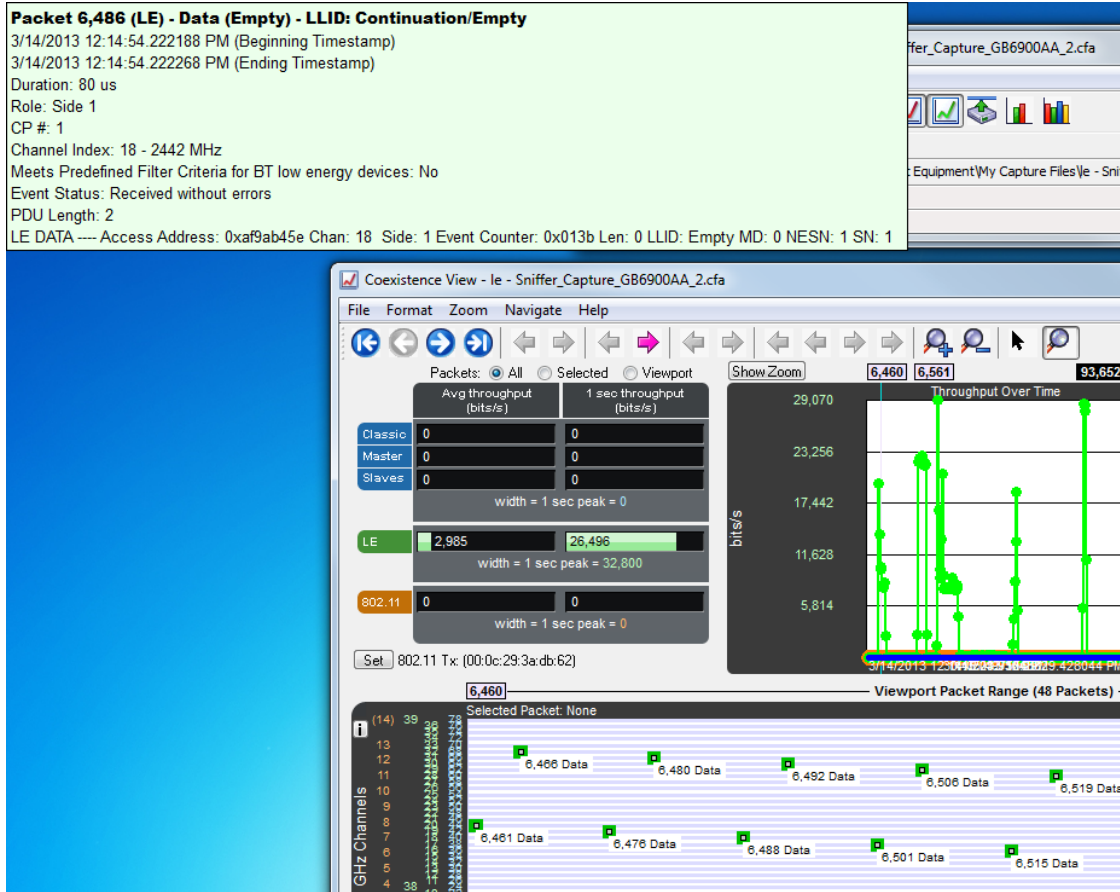 Packet 6,486 (LE) - Data (Empty) - LLID: Continuation/Empty
3/14/2013 12:14:54.222188 PM (Beginning Timestamp)
3/14/2013 12:14:54.222268 PM (Ending Timestamp)
Duration: 80 us
Role: Side 1
CP #: 1
Channel Index: 18 - 2442 MHz
Meets Predefined Filter Criteria for BT low energy devices: No
Event Status: Received without errors
PDU Length: 2
LE DATA ---- Access Address: 0xaf9ab45e Chan: 18 Side: 1 Event Counter: 0x013b Len: 0 LLID: Empty MD: 0 NESN: 1 SN: 1
ffer_Capture_GB6900AA_2.cfa
Equipment\My Capture Files\le - Sni
Coexistence View - le - Sniffer_Capture_GB6900AA_2.cfa
File Format Zoom Navigate Help
Packets: All Selected Viewport
Avg throughput (bits/s)
1 sec throughput (bits/s)
Classic 0 0
Master 0 0
Slaves 0 0
width = 1 sec peak = 0
LE 2,985 26,496
width = 1 sec peak = 32,800
802.11 0 0
width = 1 sec peak = 0
Set 802.11 Tx: (00:0c:29:3a:db:62)
Show Zoom 6,460 6,561 93,652
Throughput Over Time
29,070
23,256
17,442
11,628
5,814
bits/s
3/14/2013
6,460 Viewport Packet Range (48 Packets) -
Selected Packet: None
GHz Channels
(14) 39 78
13
12
11
10
9
8
7
6
5
4 38
6,466 Data
6,480 Data
6,492 Data
6,506 Data
6,519 Data
6,461 Data
6,476 Data
6,488 Data
6,501 Data
6,515 Data